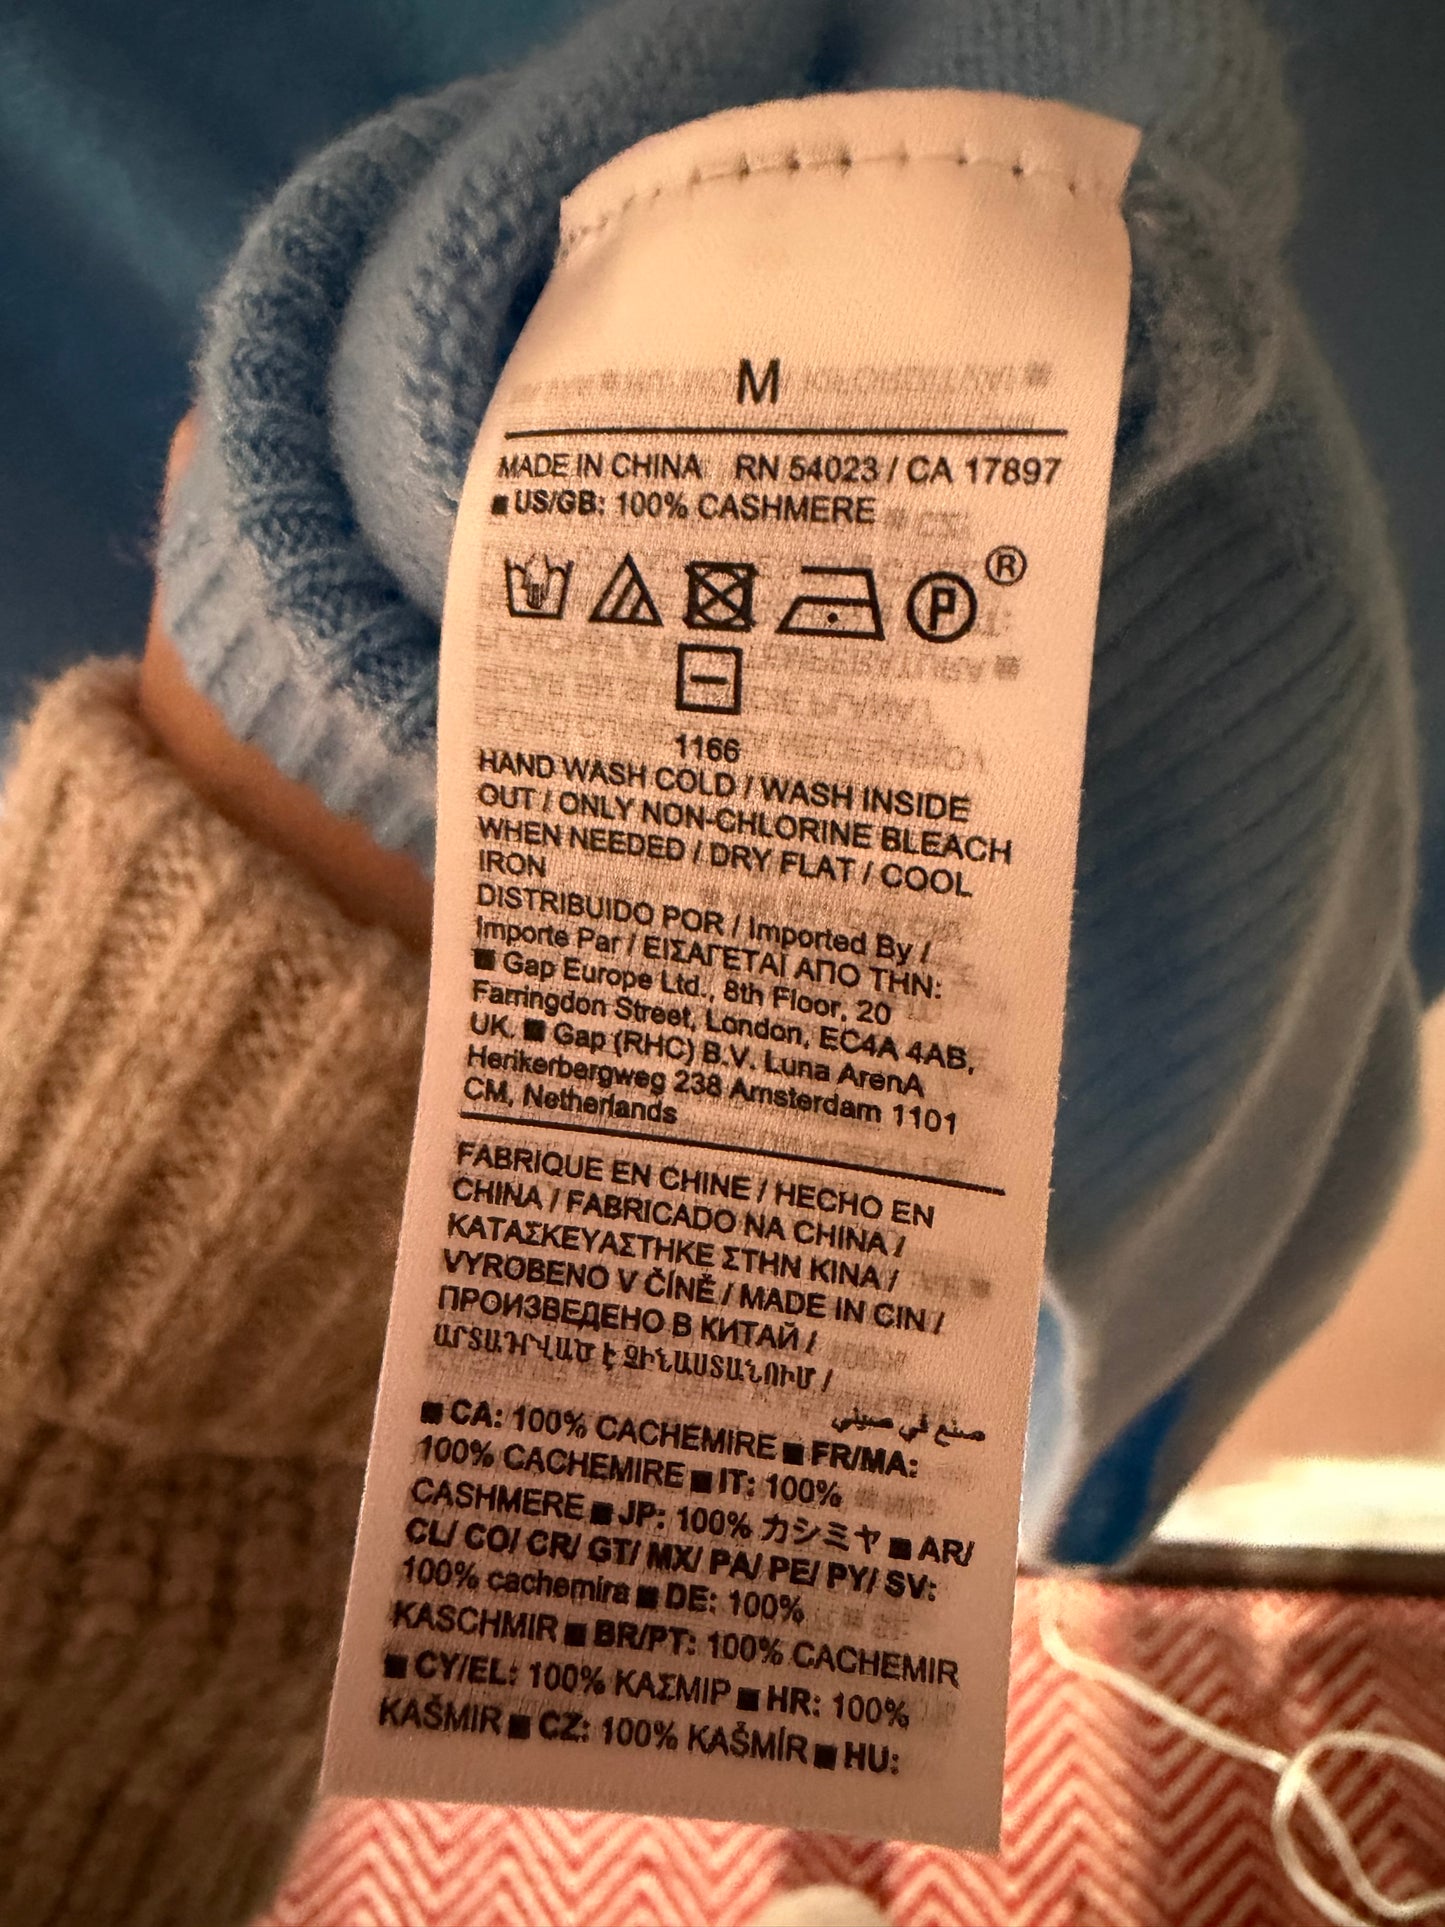 M
MADE IN CHINA RN 54023 / CA 17897
■ US/GB: 100% CASHMERE
P ®
1166
HAND WASH COLD / WASH INSIDE
OUT / ONLY NON-CHLORINE BLEACH
WHEN NEEDED / DRY FLAT / COOL
IRON
DISTRIBUIDO POR / Imported By /
Importe Par / ΕΙΣΑΓΕΤΑΙ ΑΠΟ ΤΗΝ:
■ Gap Europe Ltd., 8th Floor, 20
Farringdon Street, London, EC4A 4AB,
UK. ■ Gap (RHC) B.V. Luna ArenA
Herikerbergweg 238 Amsterdam 1101
CM, Netherlands
FABRIQUE EN CHINE / HECHO EN
CHINA / FABRICADO NA CHINA /
ΚΑΤΑΣΚΕΥΑΣΤΗΚΕ ΣΤΗΝ ΚΙΝΑ /
VYROBENO V ČÍNĚ / MADE IN CIN /
ПРОИЗВЕДЕНО В КИТАЙ /
ԱՐՏԱԴՐՎԱԾ Է ՉԻՆԱՍՏԱՆՈՒՄ /
صنع في صيني
■ CA: 100% CACHEMIRE ■ FR/MA:
100% CACHEMIRE ■ IT: 100%
CASHMERE ■ JP: 100% カシミヤ ■ AR/
CL/ CO/ CR/ GT/ MX/ PA/ PE/ PY/ SV:
100% cachemira ■ DE: 100%
KASCHMIR ■ BR/PT: 100% CACHEMIR
■ CY/EL: 100% ΚΑΣΜΙΡ ■ HR: 100%
KAŠMIR ■ CZ: 100% KAŠMÍR ■ HU: